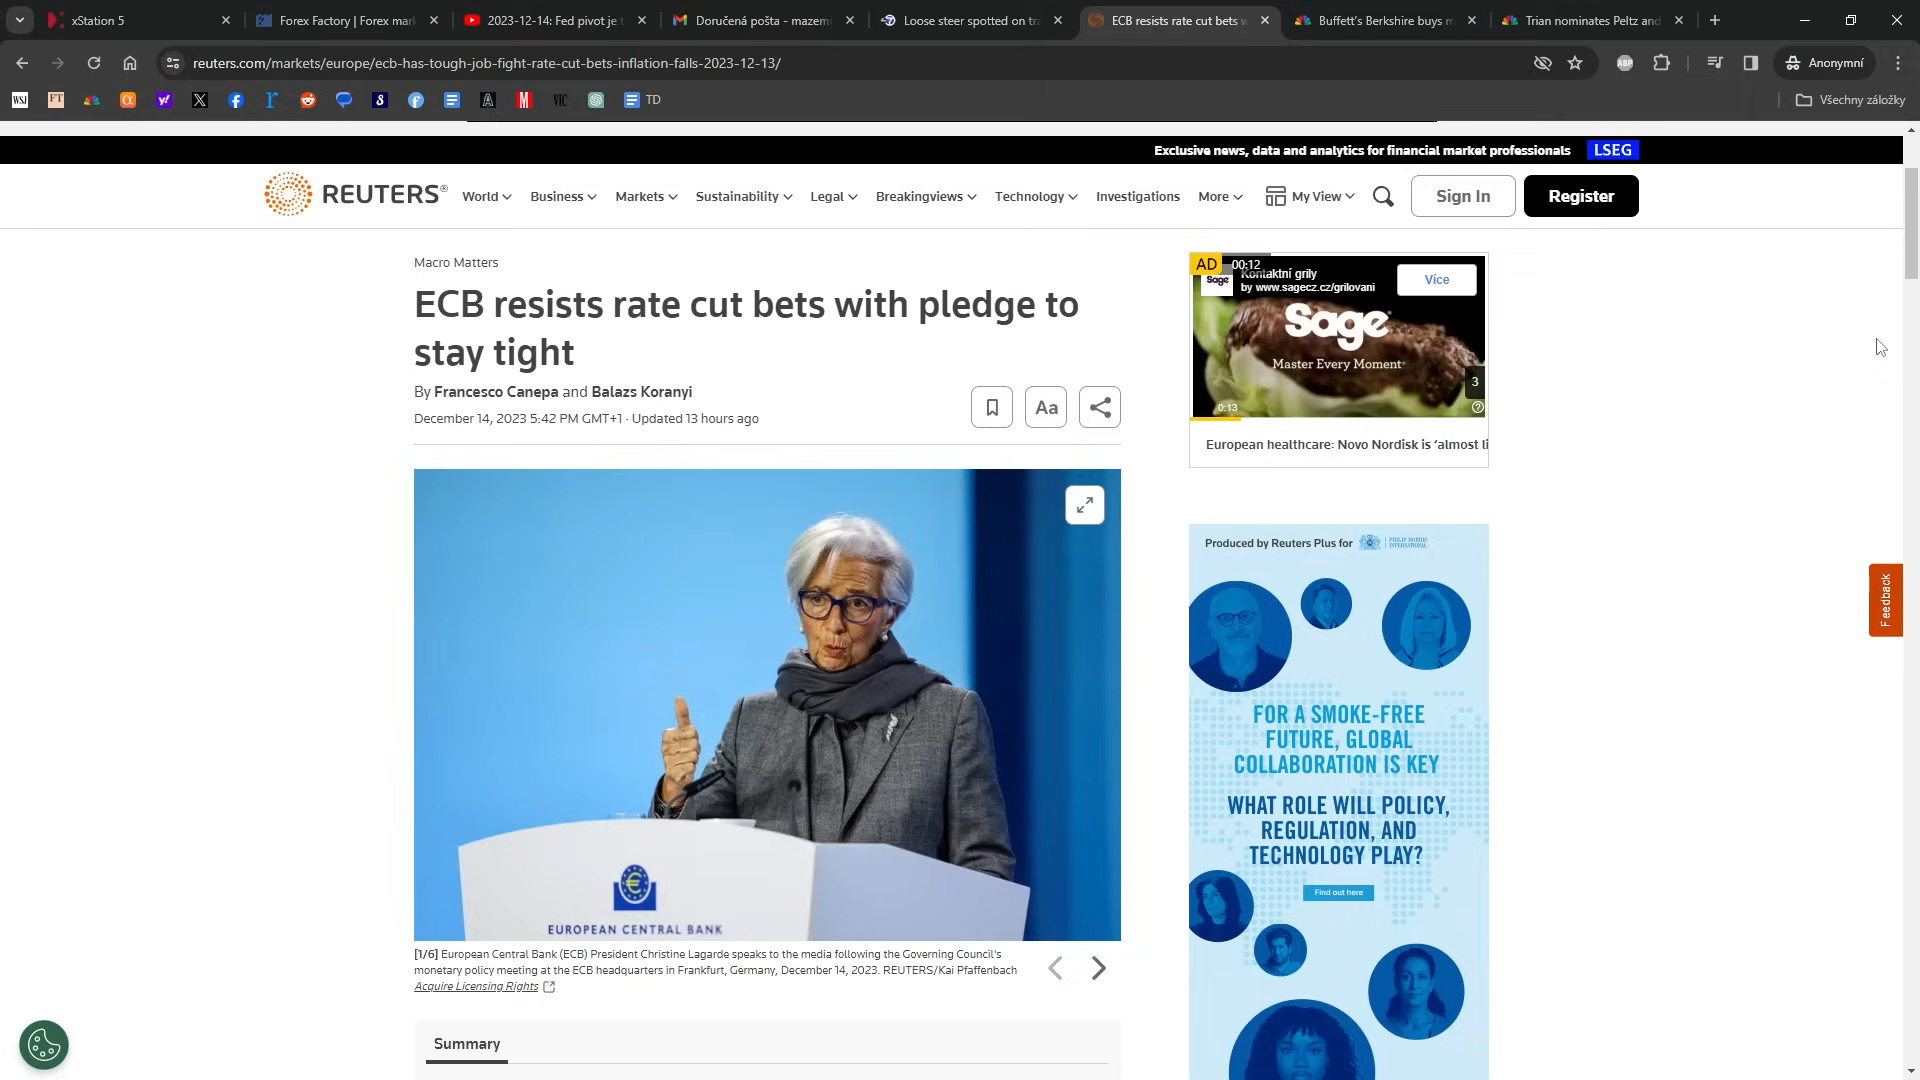 xStation 5
Forex Factory | Forex mar
2023-12-14: Fed pivot je t
Doručená pošta - mazemi
Loose steer spotted on tra
ECB resists rate cut bets w
Buffett's Berkshire buys m
Trian nominates Peltz and
reuters.com/markets/europe/ecb-has-tough-job-fight-rate-cut-bets-inflation-falls-2023-12-13/
ABP
Anonymní
WSJ
FT
VIC
TD
Všechny záložky
Exclusive news, data and analytics for financial market professionals
LSEG
REUTERS®
World
Business
Markets
Sustainability
Legal
Breakingviews
Technology
Investigations
More
My View
Sign In
Register
Macro Matters
ECB resists rate cut bets with pledge to
stay tight
By Francesco Canepa and Balazs Koranyi
December 14, 2023 5:42 PM GMT+1 · Updated 13 hours ago
Aa
EUROPEAN CENTRAL BANK
[1/6] European Central Bank (ECB) President Christine Lagarde speaks to the media following the Governing Council's
monetary policy meeting at the ECB headquarters in Frankfurt, Germany, December 14, 2023. REUTERS/Kai Pfaffenbach
Acquire Licensing Rights
Summary
AD
00:12
Sage
Kontaktní grily
by www.sagecz.cz/grilovani
Více
Sage®
Master Every Moment™
3
0:13
European healthcare: Novo Nordisk is 'almost li
Produced by Reuters Plus for
PHILIP MORRIS
INTERNATIONAL
FOR A SMOKE-FREE
FUTURE, GLOBAL
COLLABORATION IS KEY
WHAT ROLE WILL POLICY,
REGULATION, AND
TECHNOLOGY PLAY?
Find out here
Feedback